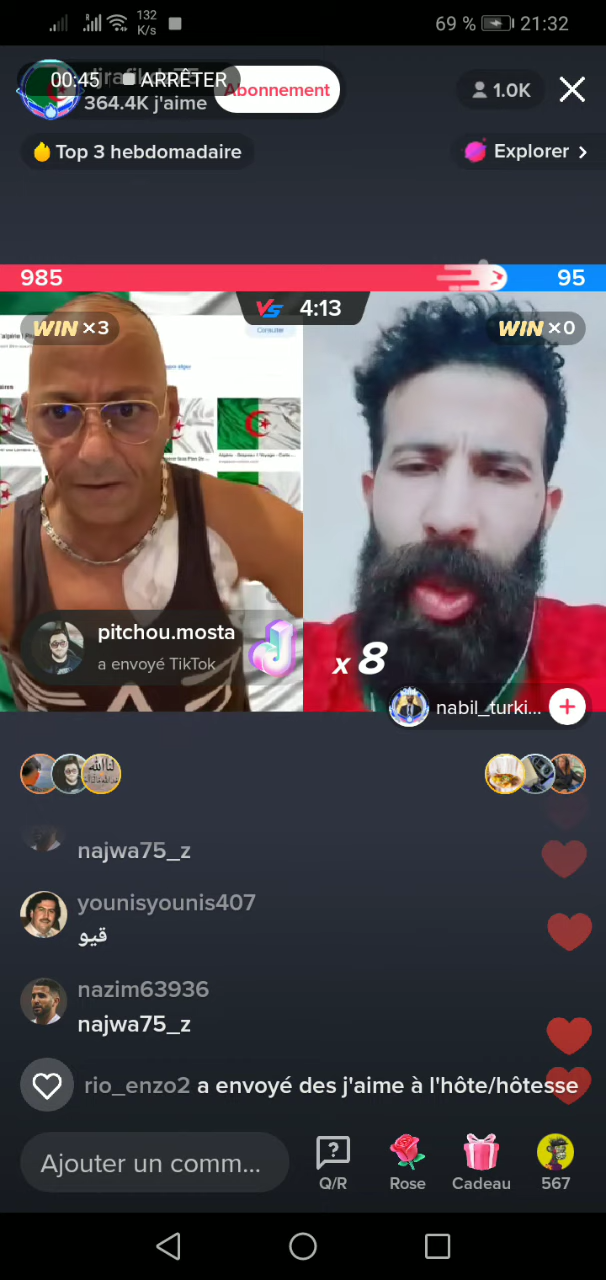 132
K/s
69 % 21:32
00:45 ARRÊTER
364.4K j'aime
Abonnement
1.0K
Top 3 hebdomadaire
Explorer
985
95
VS 4:13
WIN ×3
WIN ×0
Consulter
pitchou.mosta
a envoyé TikTok
x 8
nabil_turki...
najwa75_z
younisyounis407
قيو
nazim63936
najwa75_z
rio_enzo2 a envoyé des j'aime à l'hôte/hôtesse
Ajouter un comm...
Q/R
Rose
Cadeau
567